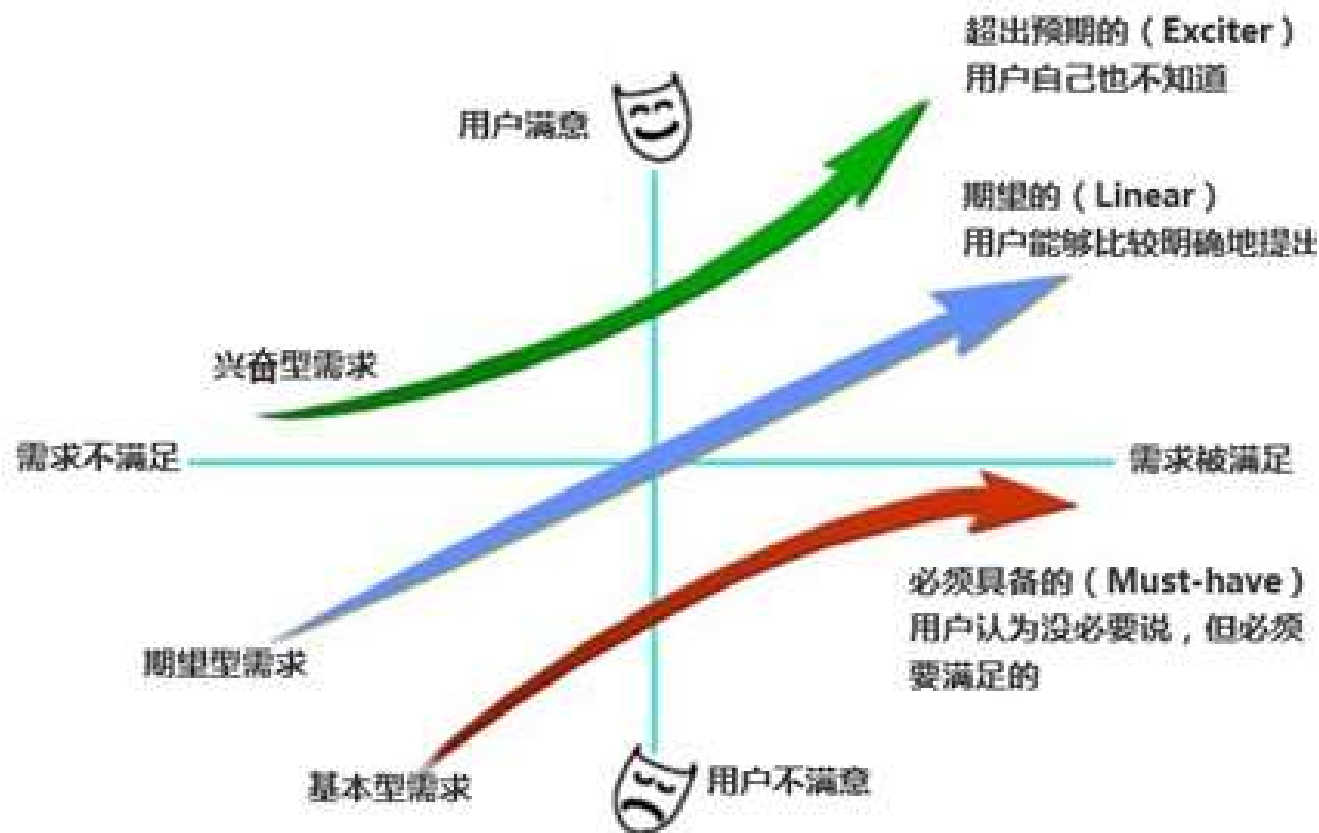 超出预期的（Exciter）
用户自己也不知道
用户满意
期望的（Linear）
用户能够比较明确地提出
兴奋型需求
需求不满足
需求被满足
必须具备的（Must-have）
用户认为没必要说，但必须
要满足的
期望型需求
基本型需求
用户不满意